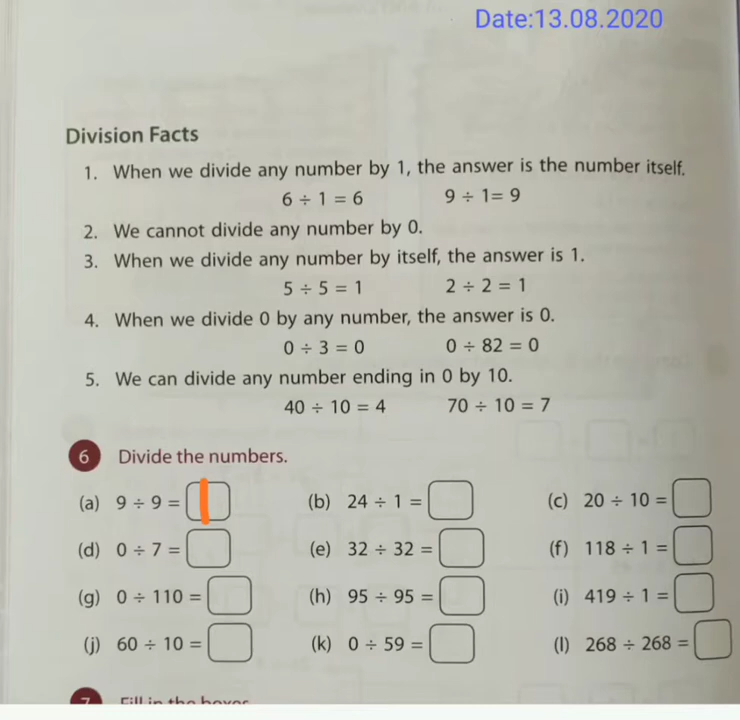 Date:13.08.2020
Division Facts
1. When we divide any number by 1, the answer is the number itself.
6 ÷ 1 = 6 9 ÷ 1= 9
2. We cannot divide any number by 0.
3. When we divide any number by itself, the answer is 1.
5 ÷ 5 = 1 2 ÷ 2 = 1
4. When we divide 0 by any number, the answer is 0.
0 ÷ 3 = 0 0 ÷ 82 = 0
5. We can divide any number ending in 0 by 10.
40 ÷ 10 = 4 70 ÷ 10 = 7
6 Divide the numbers.
(a) 9 ÷ 9 = 1 (b) 24 ÷ 1 = (c) 20 ÷ 10 =
(d) 0 ÷ 7 = (e) 32 ÷ 32 = (f) 118 ÷ 1 =
(g) 0 ÷ 110 = (h) 95 ÷ 95 = (i) 419 ÷ 1 =
(j) 60 ÷ 10 = (k) 0 ÷ 59 = (l) 268 ÷ 268 =
7 Fill in the boxes